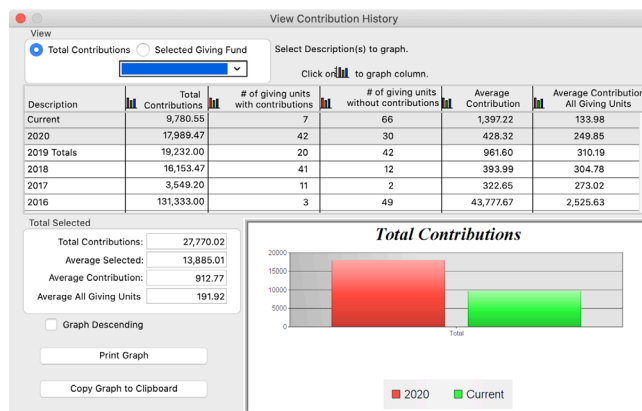 View Contribution History
View
Total Contributions Selected Giving Fund
Select Description(s) to graph.
Click on to graph column.
Description Total Contributions # of giving units with contributions # of giving units without contributions Average Contribution Average Contribution All Giving Units
Current 9,780.55 7 66 1,397.22 133.98
2020 17,989.47 42 30 428.32 249.85
2019 Totals 19,232.00 20 42 961.60 310.19
2018 16,153.47 41 12 393.99 304.78
2017 3,549.20 11 2 322.65 273.02
2016 131,333.00 3 49 43,777.67 2,525.63
Total Selected
Total Contributions: 27,770.02
Average Selected: 13,885.01
Average Contribution: 912.77
Average All Giving Units 191.92
Graph Descending
Print Graph
Copy Graph to Clipboard
Total Contributions
20000
15000
10000
5000
0
Total
2020 Current